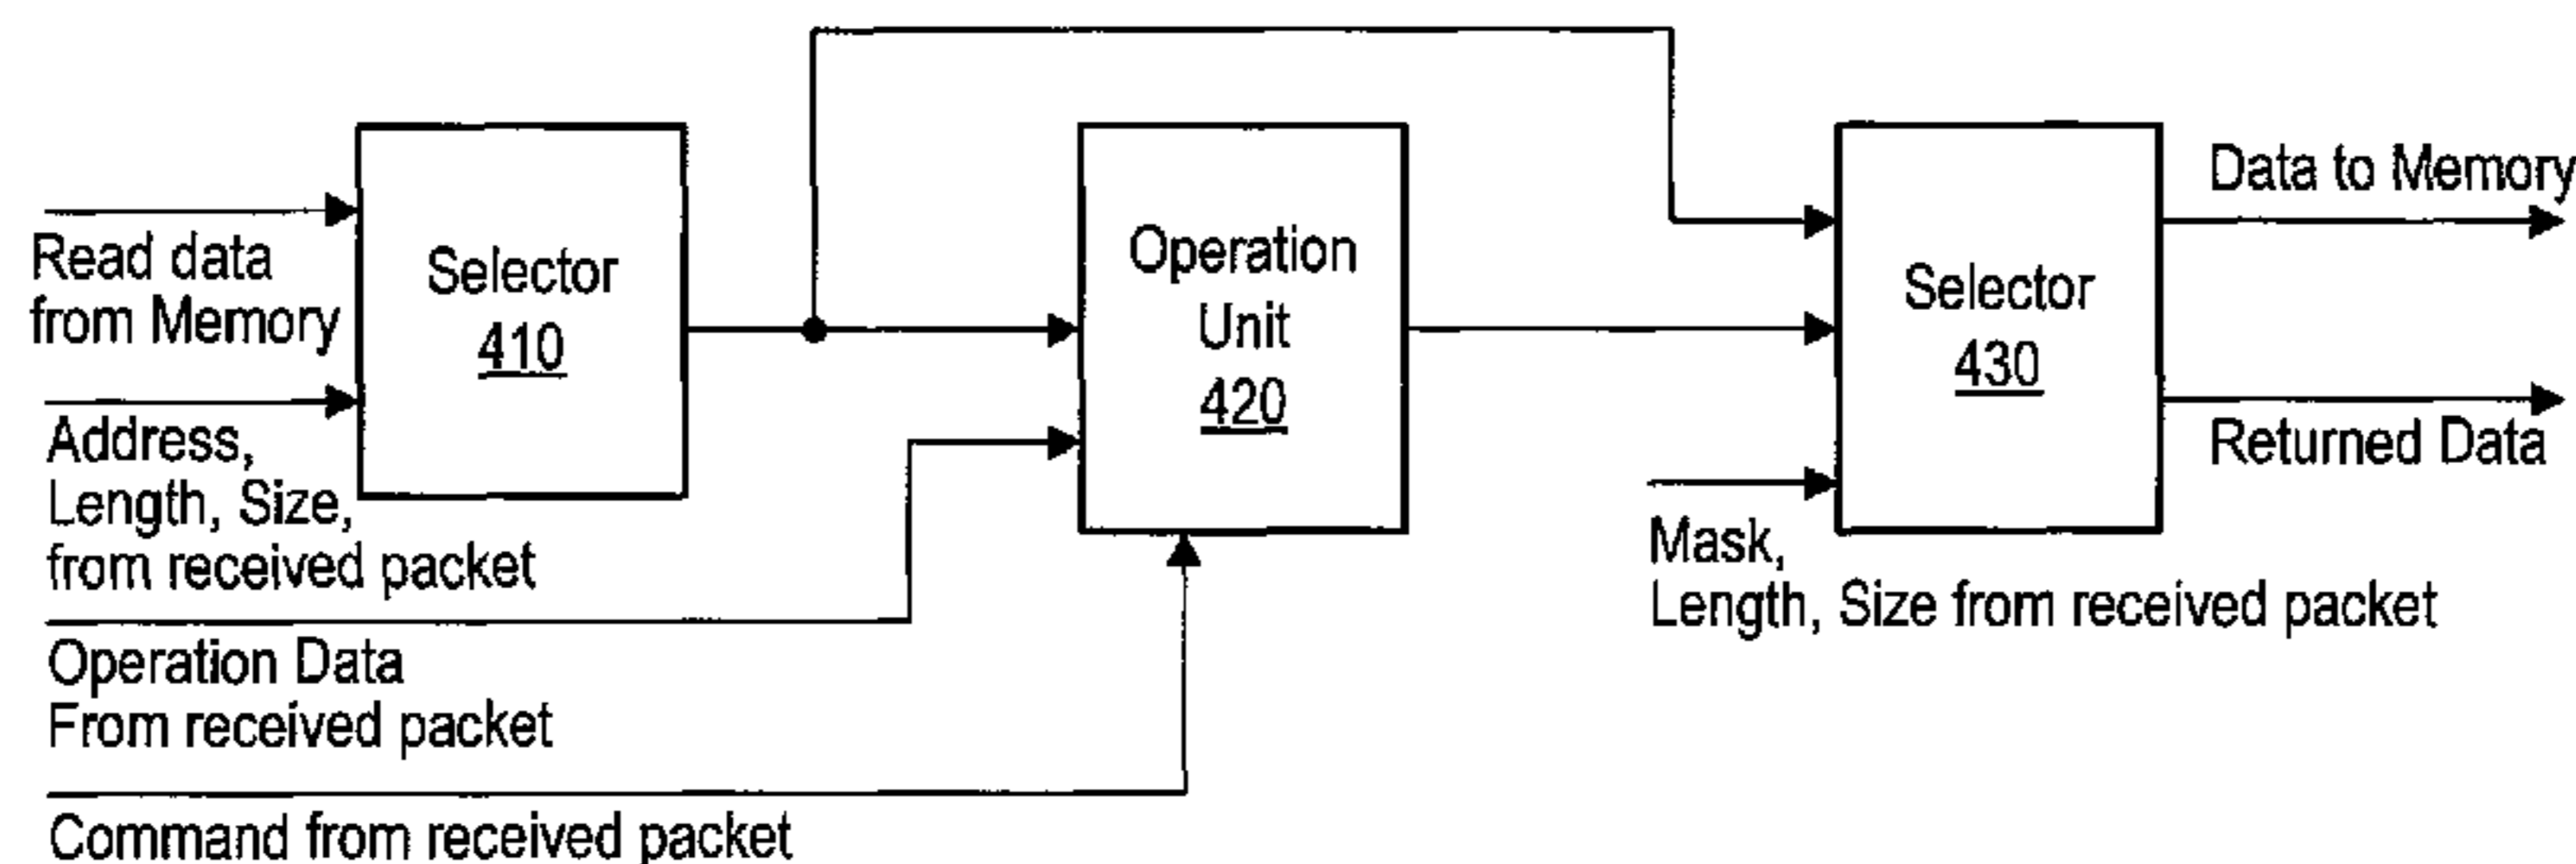 Read data
from Memory
Address,
Length, Size,
from received packet
Operation Data
From received packet
Command from received packet
Selector
410
Operation
Unit
420
Selector
430
Mask,
Length, Size from received packet
Data to Memory
Returned Data